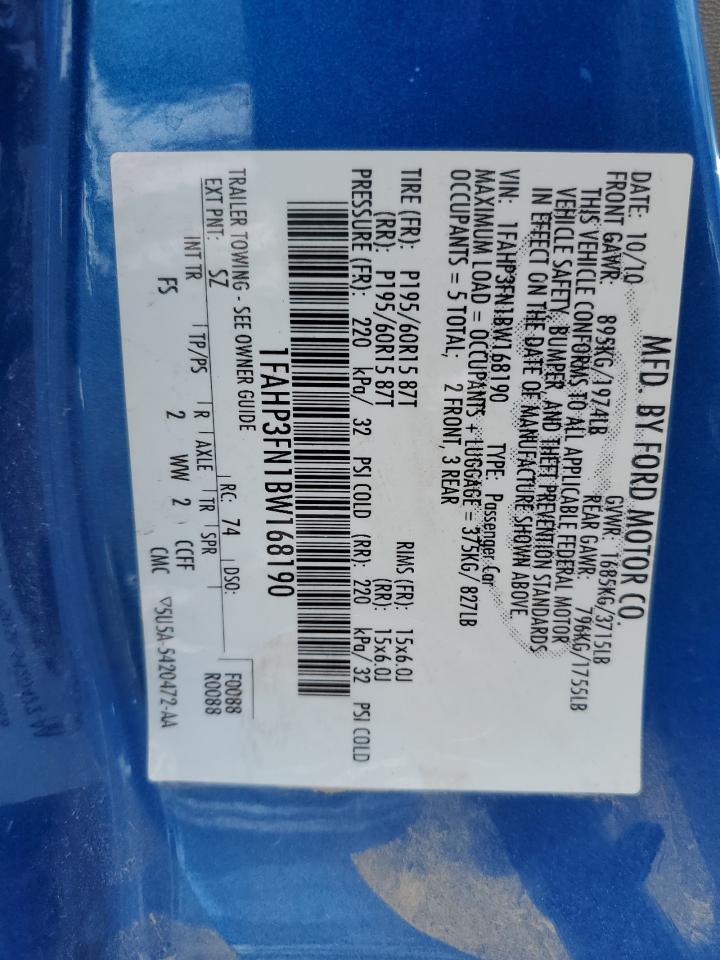 MFD. BY FORD MOTOR CO.
DATE: 10/10 GVWR: 1685KG/3715LB
FRONT GAWR: 895KG/1974LB REAR GAWR: 796KG/1755LB
THIS VEHICLE CONFORMS TO ALL APPLICABLE FEDERAL MOTOR
VEHICLE SAFETY, BUMPER, AND THEFT PREVENTION STANDARDS
IN EFFECT ON THE DATE OF MANUFACTURE SHOWN ABOVE.
VIN: 1FAHP3FN1BW168190 TYPE: Passenger Car
MAXIMUM LOAD = OCCUPANTS + LUGGAGE = 375KG/ 827LB
OCCUPANTS = 5 TOTAL; 2 FRONT, 3 REAR
TIRE (FR): P195/60R15 87T RIMS (FR): 15x6.0J
(RR): P195/60R15 87T (RR): 15x6.0J
PRESSURE (FR): 220 kPa/ 32 PSI COLD (RR): 220 kPa/ 32 PSI COLD
1FAHP3FN1BW168190
TRAILER TOWING - SEE OWNER GUIDE F0088
EXT PNT: SZ RC: 74 DSO: R0088
INT TR TP/PS R AXLE TR SPR
FS 2 WW 2 CCFF
CMC ▽5U5A-5420472-AA